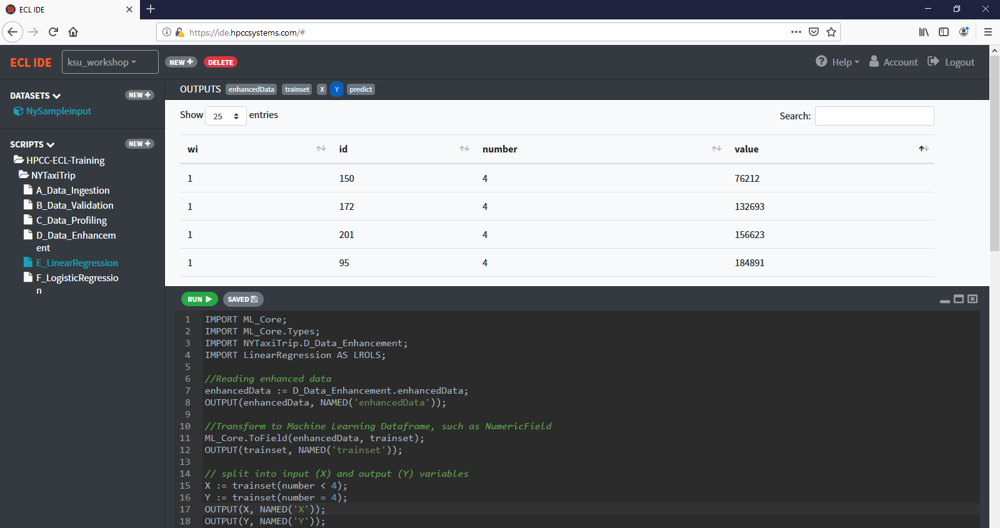 ECL IDE
https://ide.hpccsystems.com/#
ECL IDE ksu_workshop NEW DELETE Help Account Logout
DATASETS NEW
NySampleinput
SCRIPTS NEW
HPCC-ECL-Training
NYTaxiTrip
A_Data_Ingestion
B_Data_Validation
C_Data_Profiling
D_Data_Enhancem
ent
E_LinearRegression
F_LogisticRegressio
n
OUTPUTS enhancedData trainset X Y predict
Show 25 entries Search:
wi id number value
1 150 4 76212
1 172 4 132693
1 201 4 156623
1 95 4 184891
RUN SAVED
1 IMPORT ML_Core;
2 IMPORT ML_Core.Types;
3 IMPORT NYTaxiTrip.D_Data_Enhancement;
4 IMPORT LinearRegression AS LROLS;
5
6 //Reading enhanced data
7 enhancedData := D_Data_Enhancement.enhancedData;
8 OUTPUT(enhancedData, NAMED('enhancedData'));
9
10 //Transform to Machine Learning Dataframe, such as NumericField
11 ML_Core.ToField(enhancedData, trainset);
12 OUTPUT(trainset, NAMED('trainset'));
13
14 // split into input (X) and output (Y) variables
15 X := trainset(number < 4);
16 Y := trainset(number = 4);
17 OUTPUT(X, NAMED('X'));
18 OUTPUT(Y, NAMED('Y'));